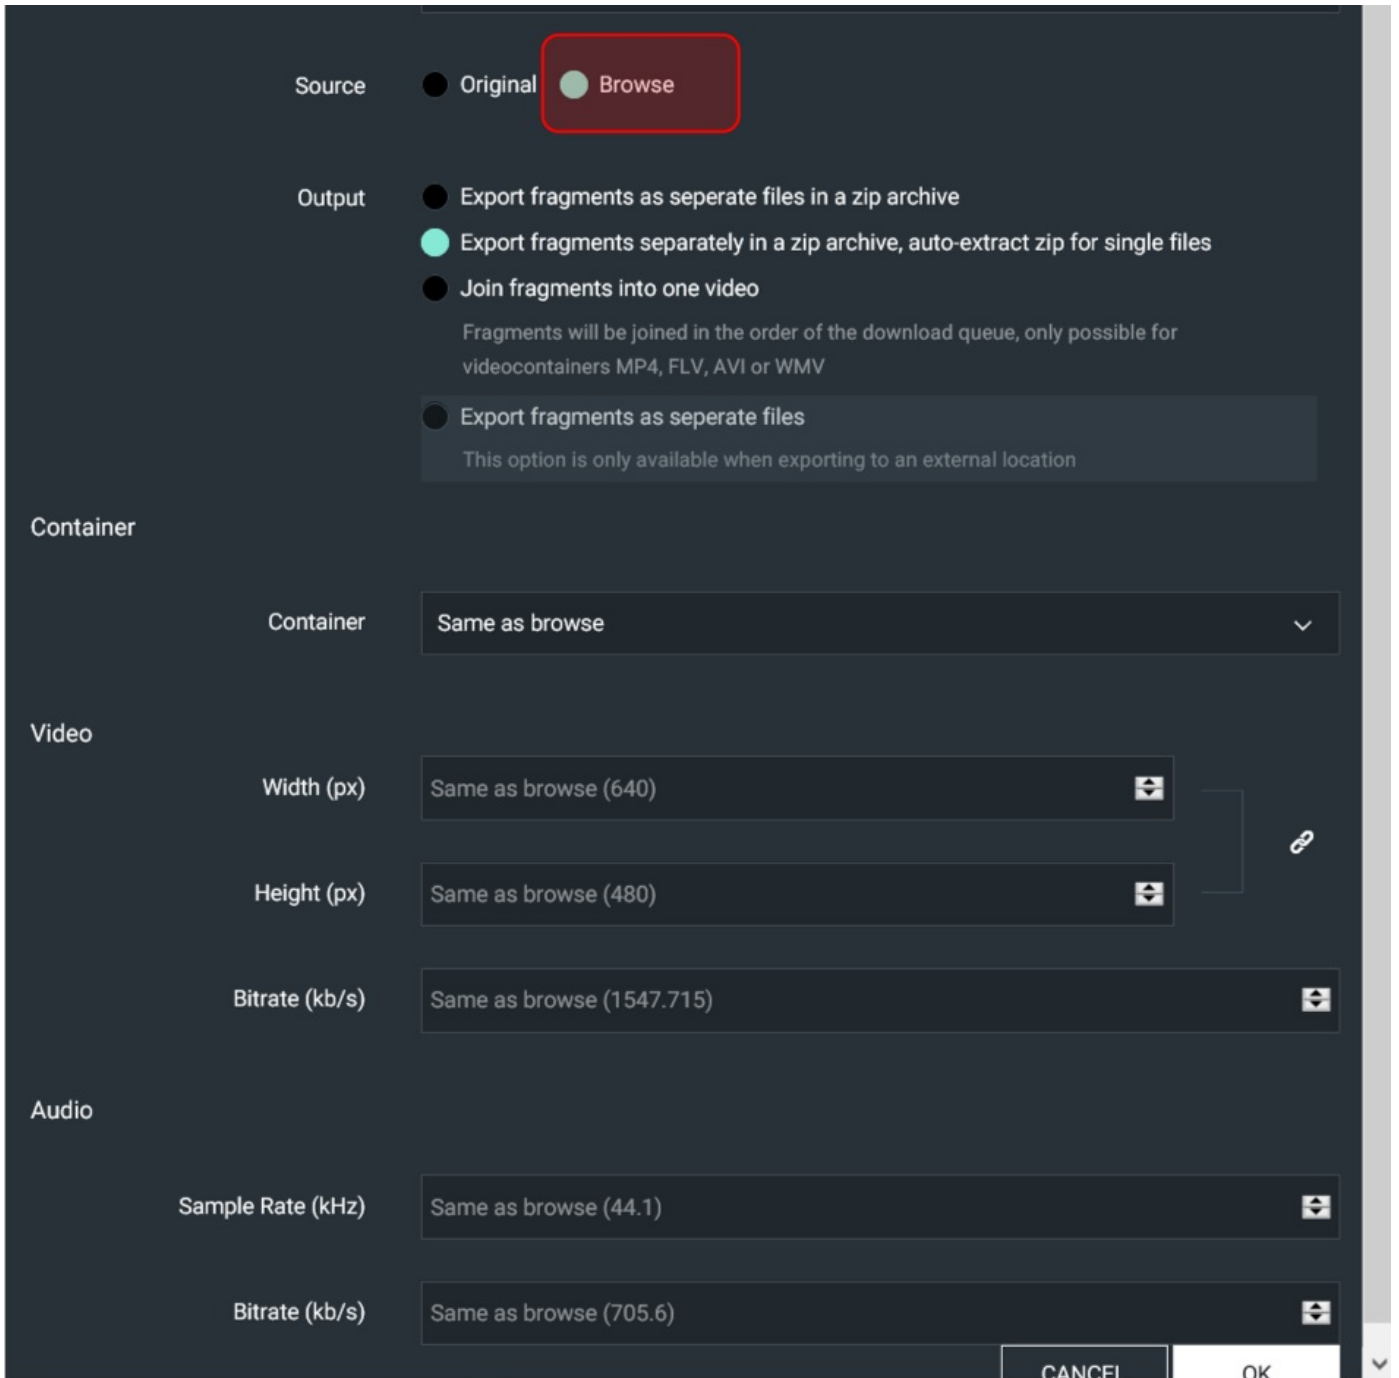 Source Original Browse
Output Export fragments as seperate files in a zip archive
Export fragments separately in a zip archive, auto-extract zip for single files
Join fragments into one video
Fragments will be joined in the order of the download queue, only possible for
videocontainers MP4, FLV, AVI or WMV
Export fragments as seperate files
This option is only available when exporting to an external location
Container
Container Same as browse
Video
Width (px) Same as browse (640)
Height (px) Same as browse (480)
Bitrate (kb/s) Same as browse (1547.715)
Audio
Sample Rate (kHz) Same as browse (44.1)
Bitrate (kb/s) Same as browse (705.6)
CANCEL OK